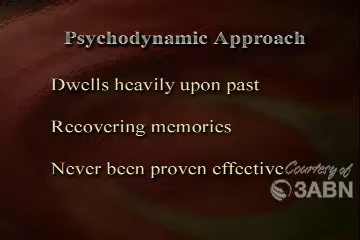 Psychodynamic Approach
Dwells heavily upon past
Recovering memories
Never been proven effective
Courtesy of
3ABN